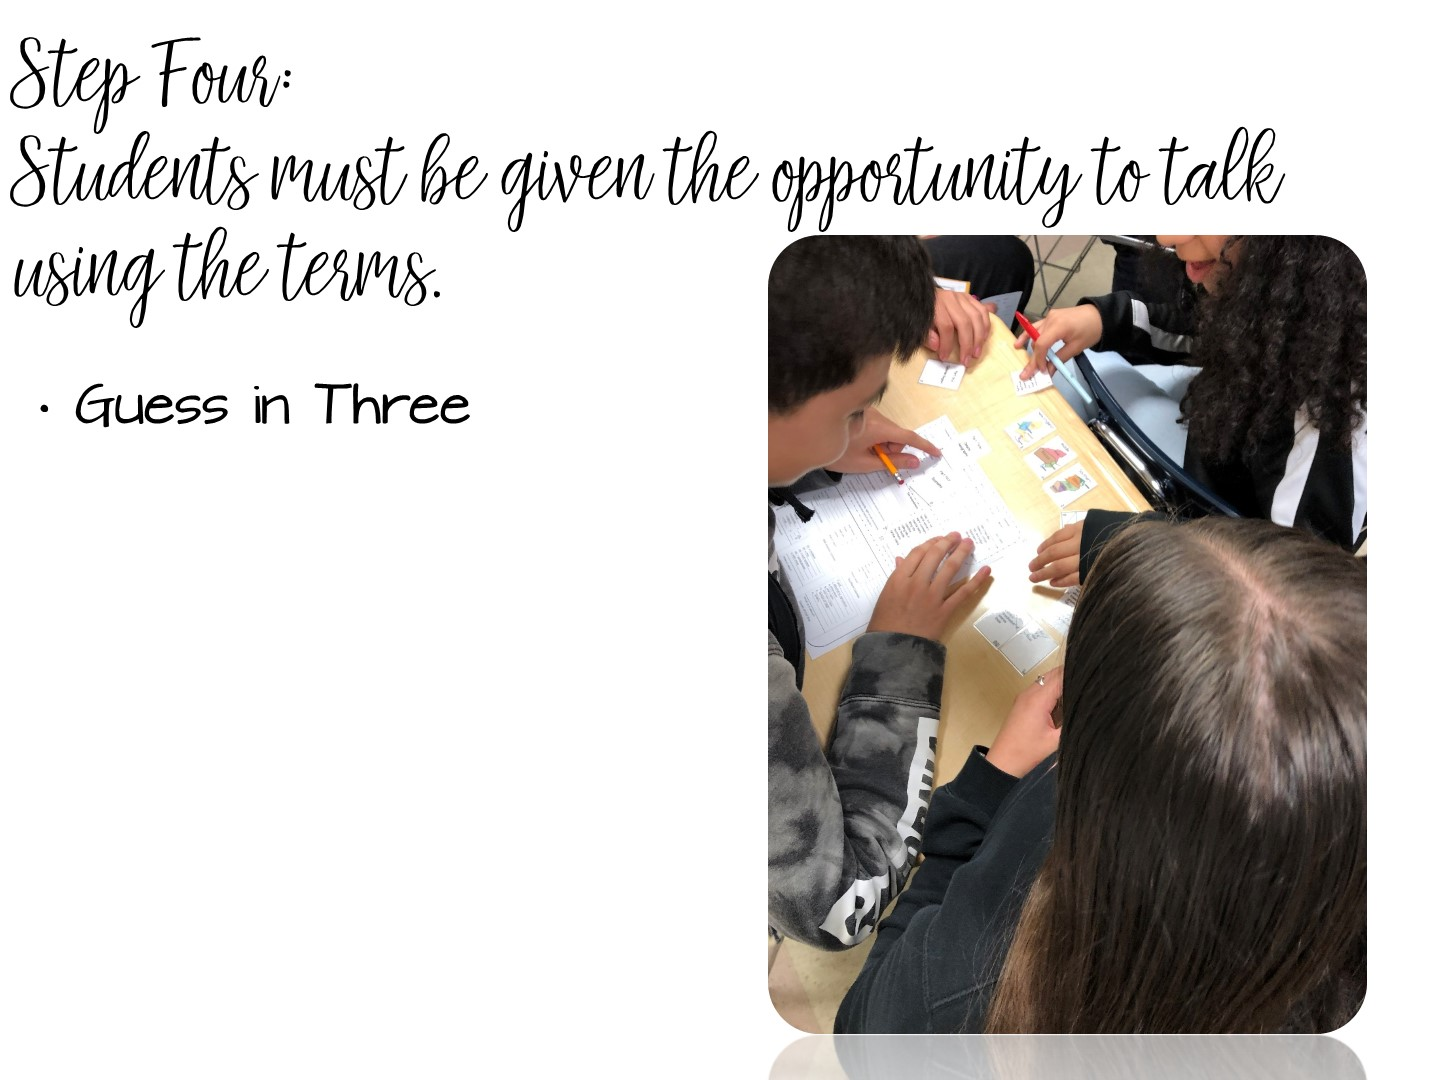 Step Four:
Students must be given the opportunity to talk
using the terms.
• Guess in Three